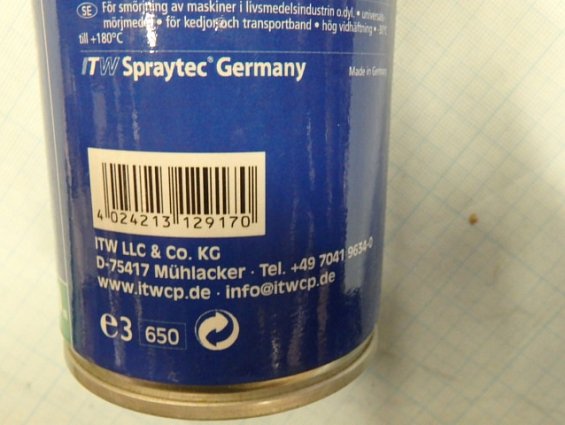 SE För smörjning av maskiner i livsmedelsindustrin o.dyl. • universal-
mörjmedel • för kedjor och transportband • hög vidhäftning • -30°C
till +180°C
ITW Spraytec® Germany
Made in Germany
4 024213 129170
ITW LLC & Co. KG
D-75417 Mühlacker · Tel. +49 7041 9634-0
www.itwcp.de · info@itwcp.de
e3 650